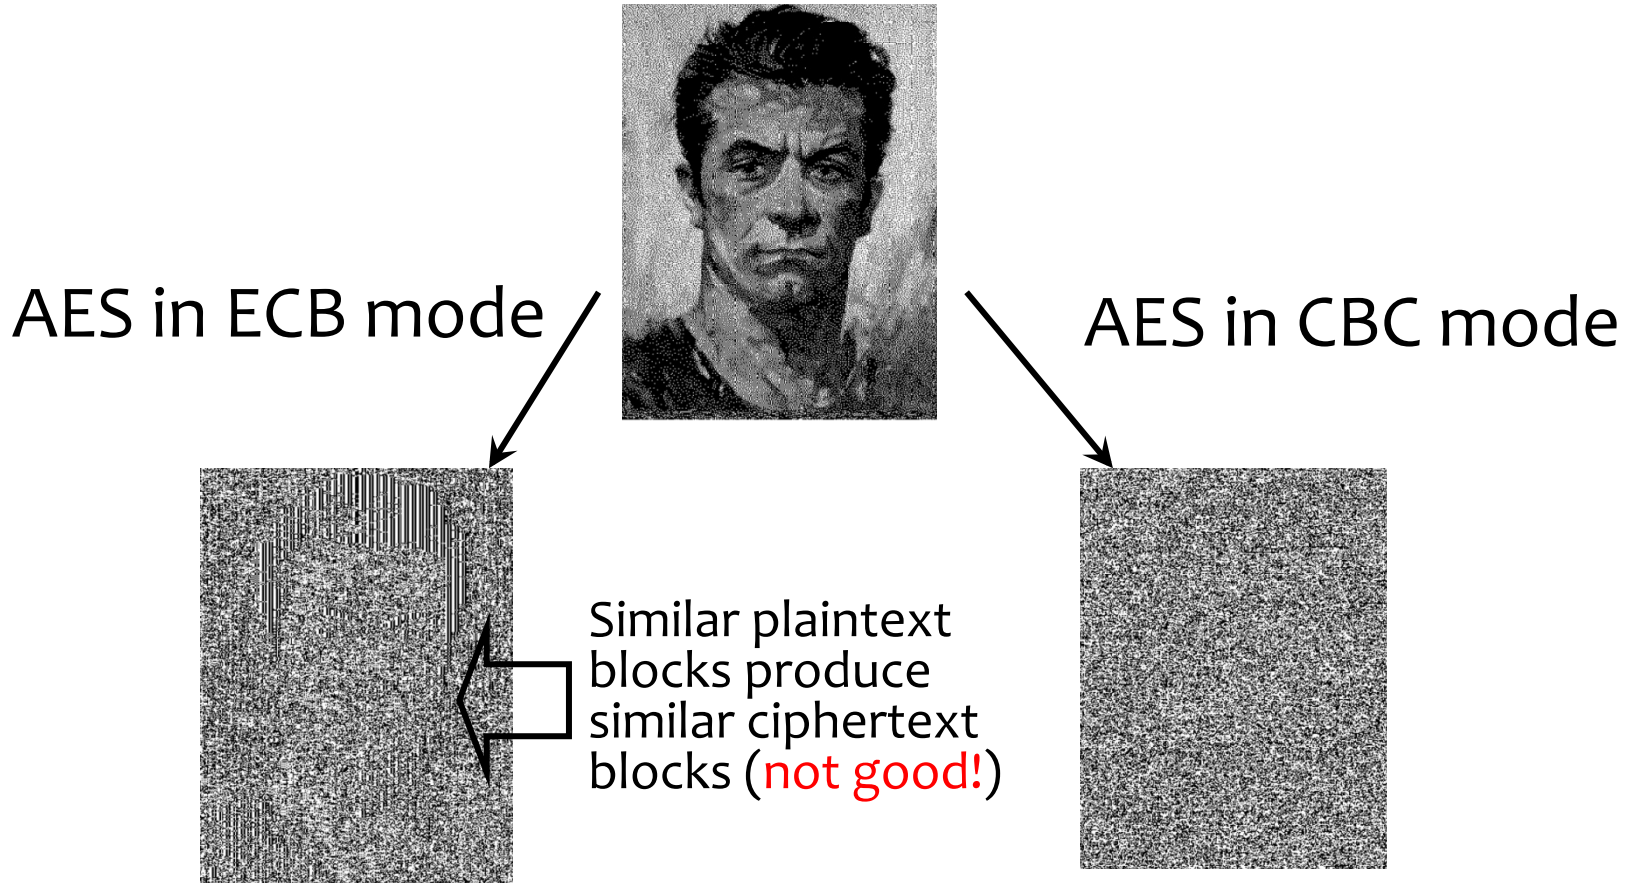 AES in ECB mode
AES in CBC mode
Similar plaintext
blocks produce
similar ciphertext
blocks (not good!)